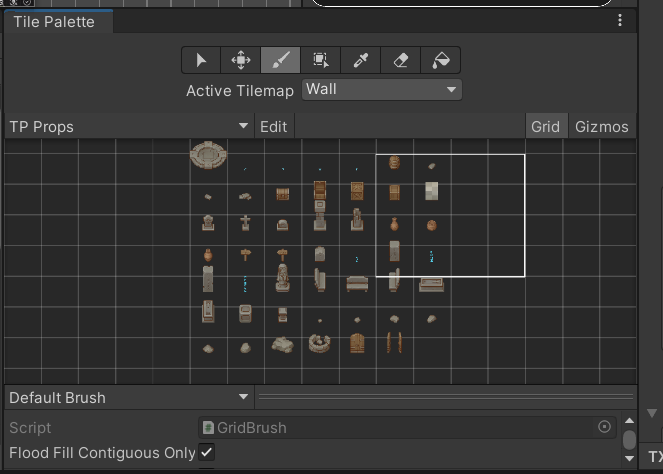 Tile Palette
Active Tilemap Wall
TP Props Edit Grid Gizmos
Default Brush
Script GridBrush
Flood Fill Contiguous Only